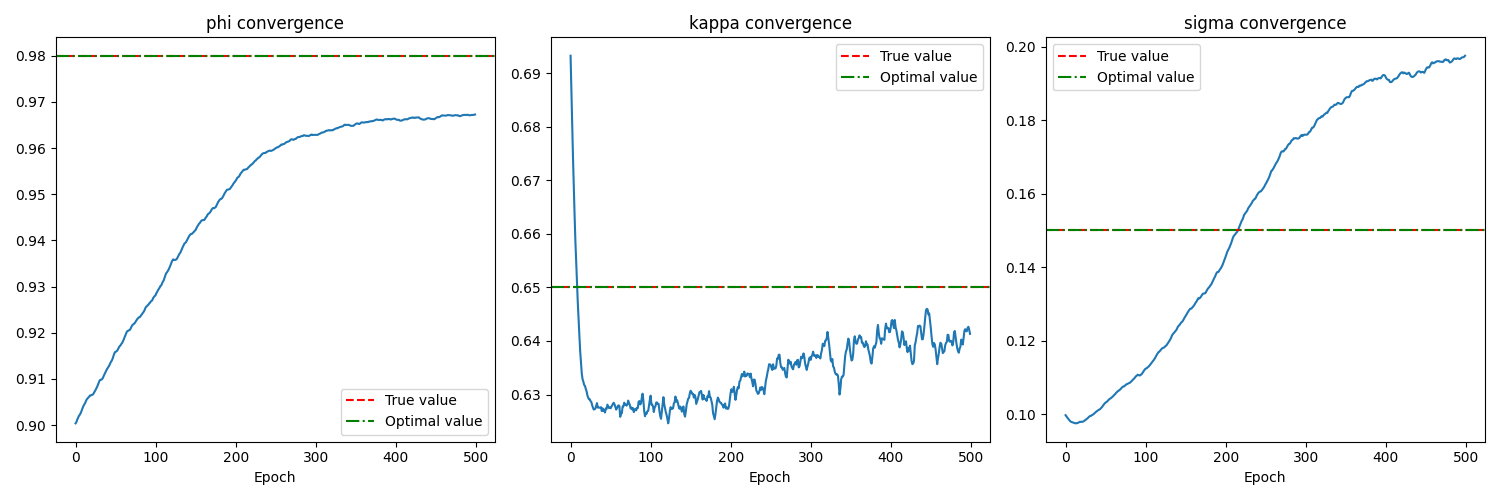 phi convergence
0.98
0.97
0.96
0.95
0.94
0.93
0.92
0.91
0.90
True value
Optimal value
0 100 200 300 400 500
Epoch
kappa convergence
0.69
0.68
0.67
0.66
0.65
0.64
0.63
True value
Optimal value
0 100 200 300 400 500
Epoch
sigma convergence
0.20
0.18
0.16
0.14
0.12
0.10
True value
Optimal value
0 100 200 300 400 500
Epoch